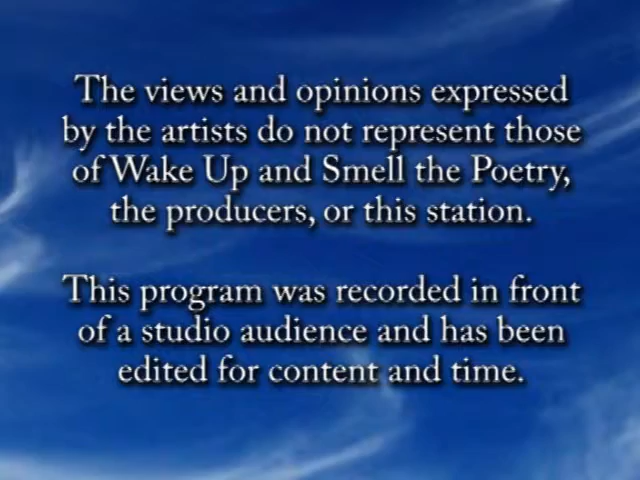 The views and opinions expressed
by the artists do not represent those
of Wake Up and Smell the Poetry,
the producers, or this station.
This program was recorded in front
of a studio audience and has been
edited for content and time.